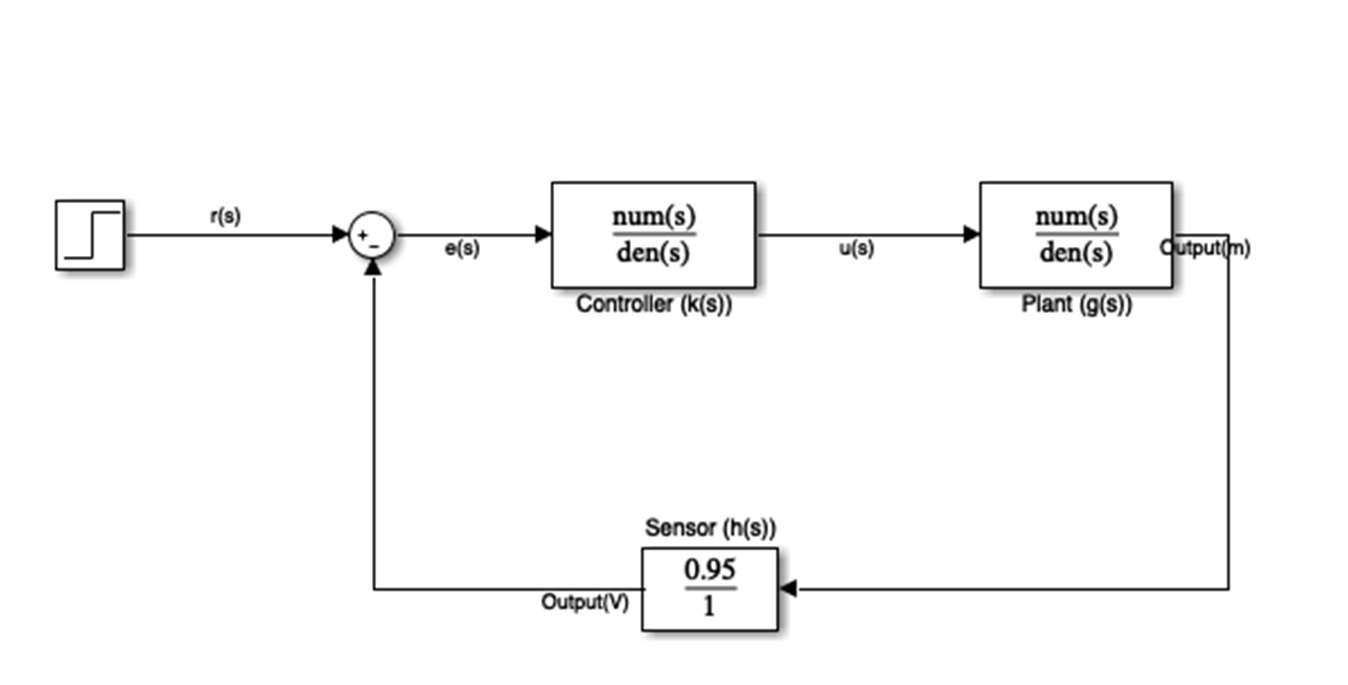 r(s)
+
-
e(s)
num(s)
den(s)
Controller (k(s))
u(s)
num(s)
den(s)
Plant (g(s))
Output(m)
Sensor (h(s))
0.95
1
Output(V)